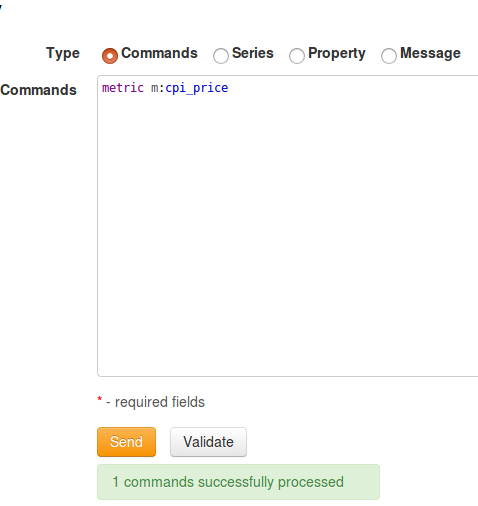 Type Commands Series Property Message
Commands metric m:cpi_price
* - required fields
Send Validate
1 commands successfully processed